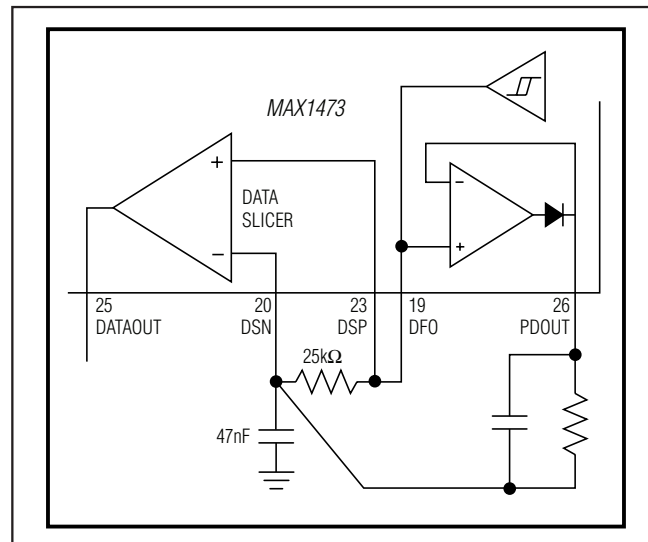 MAX1473
+
DATA
SLICER
−
−
+
25
DATAOUT
20
DSN
23
DSP
19
DFO
26
PDOUT
25kΩ
47nF